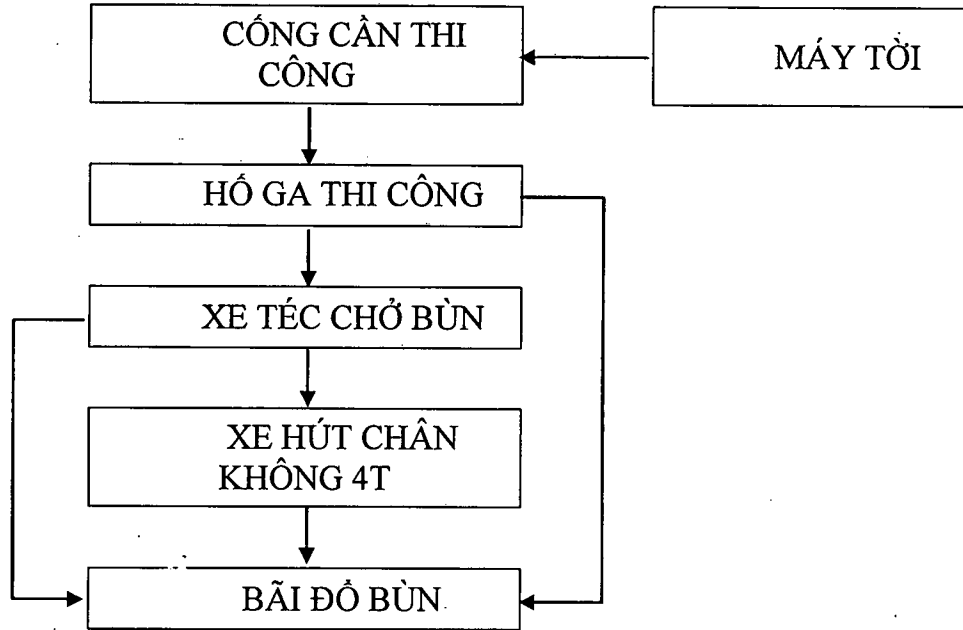 CỐNG CẦN THI
CÔNG
MÁY TỜI
HỐ GA THI CÔNG
XE TÉC CHỞ BÙN
XE HÚT CHÂN
KHÔNG 4T
BÃI ĐỔ BÙN